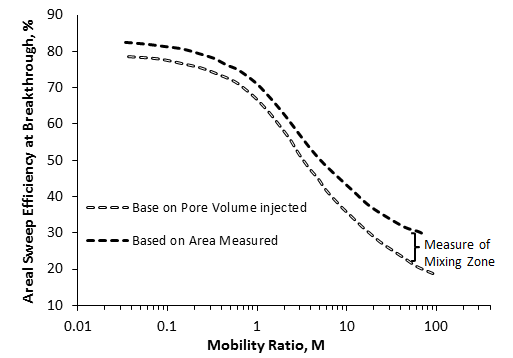 Areal Sweep Efficiency at Breakthrough, %
90
80
70
60
50
40
30
20
10
Base on Pore Volume injected
Based on Area Measured
Measure of
Mixing Zone
0.01
0.1
1
10
100
Mobility Ratio, M